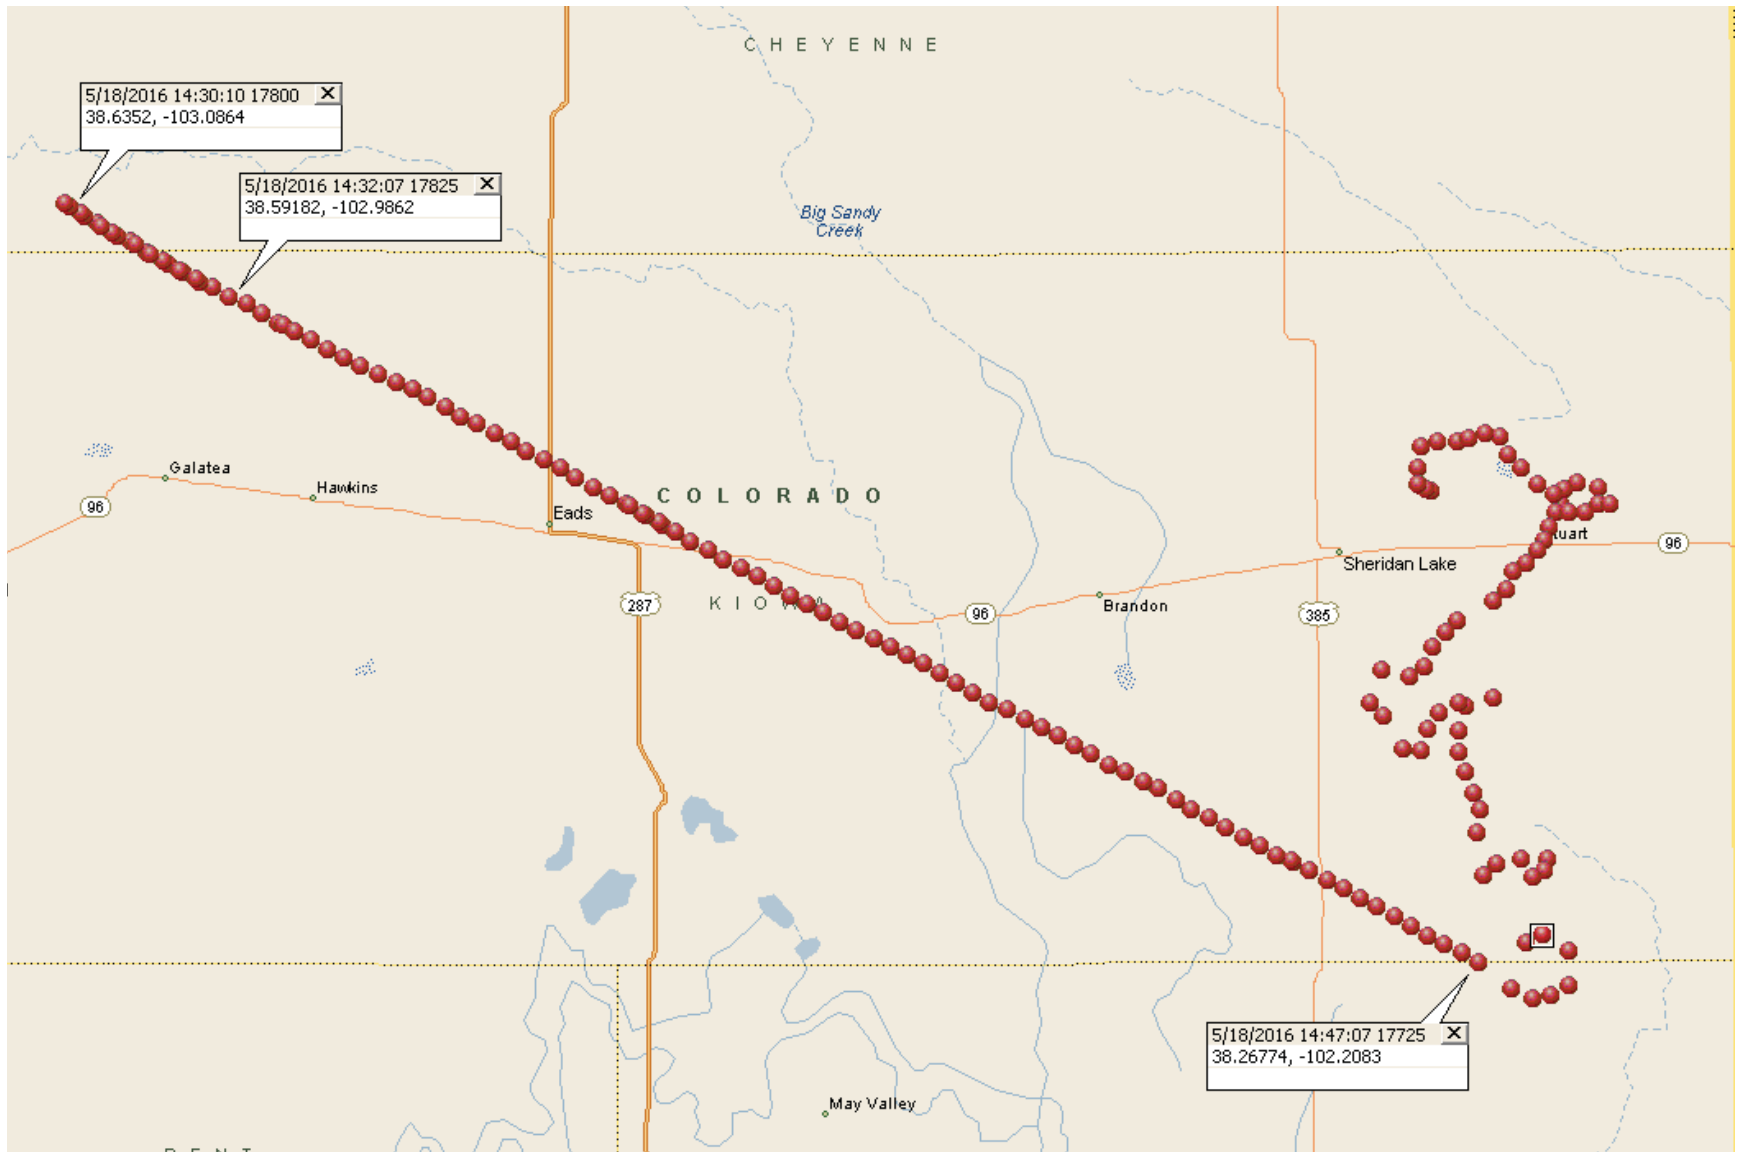 CHEYENNE
5/18/2016 14:30:10 17800
38.6352, -103.0864
5/18/2016 14:32:07 17825
38.59182, -102.9862
Big Sandy
Creek
Galatea
Hawkins
COLORADO
96
Eads
tuart
96
Sheridan Lake
287
KIOWA
96
Brandon
385
5/18/2016 14:47:07 17725
38.26774, -102.2083
May Valley
BENT